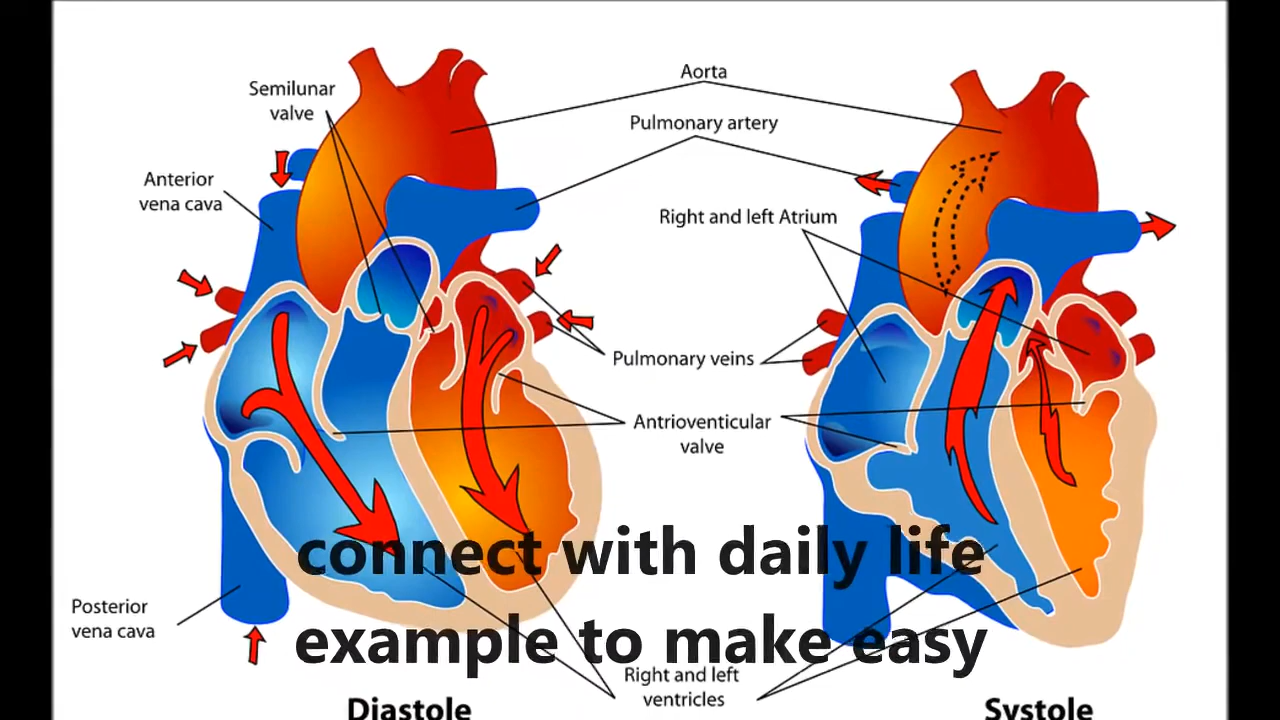 Aorta
Semilunar
valve
Pulmonary artery
Anterior
vena cava
Right and left Atrium
Pulmonary veins
Antrioventicular
valve
connect with daily life
example to make easy
Posterior
vena cava
Right and left
ventricles
Diastole
Systole